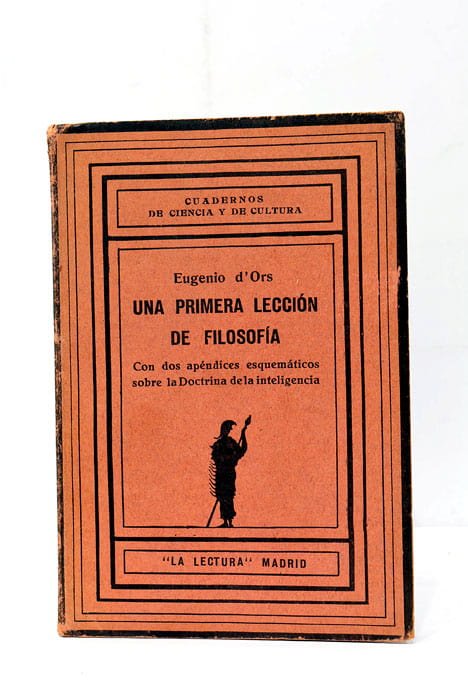 CUADERNOS
DE CIENCIA Y DE CULTURA
Eugenio d'Ors
UNA PRIMERA LECCIÓN
DE FILOSOFÍA
Con dos apéndices esquemáticos
sobre la Doctrina de la inteligencia
"LA LECTURA" MADRID